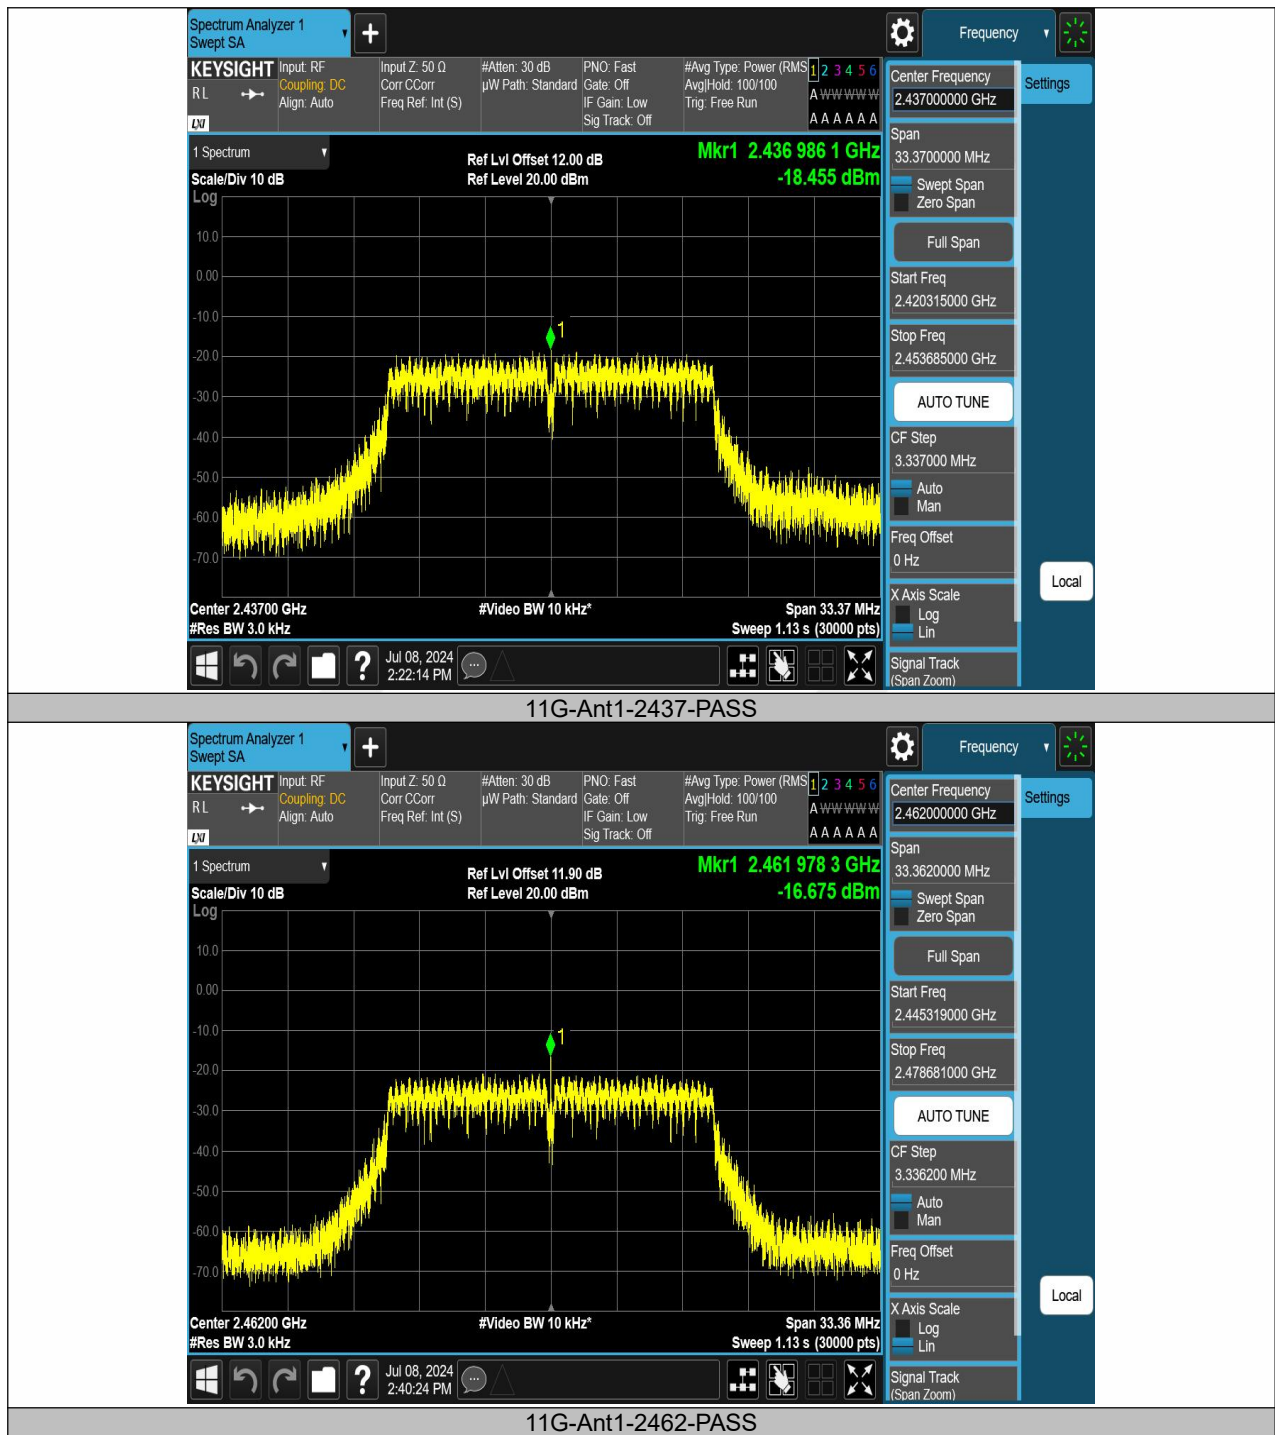 Spectrum Analyzer 1
Swept SA
Frequency
KEYSIGHT
RL
LXI
Input: RF
Coupling: DC
Align: Auto
Input Z: 50 Ω
Corr CCorr
Freq Ref: Int (S)
#Atten: 30 dB
µW Path: Standard
PNO: Fast
Gate: Off
IF Gain: Low
Sig Track: Off
#Avg Type: Power (RMS
Avg|Hold: 100/100
Trig: Free Run
1 2 3 4 5 6
A W W W W W
A A A A A A
1 Spectrum
Scale/Div 10 dB
Ref Lvl Offset 12.00 dB
Ref Level 20.00 dBm
Mkr1 2.436 986 1 GHz
-18.455 dBm
Log
10.0
0.00
-10.0
-20.0
-30.0
-40.0
-50.0
-60.0
-70.0
1
Center 2.43700 GHz
#Res BW 3.0 kHz
#Video BW 10 kHz*
Span 33.37 MHz
Sweep 1.13 s (30000 pts)
Jul 08, 2024
2:22:14 PM
Center Frequency
2.437000000 GHz
Span
33.3700000 MHz
Swept Span
Zero Span
Full Span
Start Freq
2.420315000 GHz
Stop Freq
2.453685000 GHz
AUTO TUNE
CF Step
3.337000 MHz
Auto
Man
Freq Offset
0 Hz
X Axis Scale
Log
Lin
Signal Track
(Span Zoom)
Settings
Local
11G-Ant1-2437-PASS
Spectrum Analyzer 1
Swept SA
Frequency
KEYSIGHT
RL
LXI
Input: RF
Coupling: DC
Align: Auto
Input Z: 50 Ω
Corr CCorr
Freq Ref: Int (S)
#Atten: 30 dB
µW Path: Standard
PNO: Fast
Gate: Off
IF Gain: Low
Sig Track: Off
#Avg Type: Power (RMS
Avg|Hold: 100/100
Trig: Free Run
1 2 3 4 5 6
A W W W W W
A A A A A A
1 Spectrum
Scale/Div 10 dB
Ref Lvl Offset 11.90 dB
Ref Level 20.00 dBm
Mkr1 2.461 978 3 GHz
-16.675 dBm
Log
10.0
0.00
-10.0
-20.0
-30.0
-40.0
-50.0
-60.0
-70.0
1
Center 2.46200 GHz
#Res BW 3.0 kHz
#Video BW 10 kHz*
Span 33.36 MHz
Sweep 1.13 s (30000 pts)
Jul 08, 2024
2:40:24 PM
Center Frequency
2.462000000 GHz
Span
33.3620000 MHz
Swept Span
Zero Span
Full Span
Start Freq
2.445319000 GHz
Stop Freq
2.478681000 GHz
AUTO TUNE
CF Step
3.336200 MHz
Auto
Man
Freq Offset
0 Hz
X Axis Scale
Log
Lin
Signal Track
(Span Zoom)
Settings
Local
11G-Ant1-2462-PASS